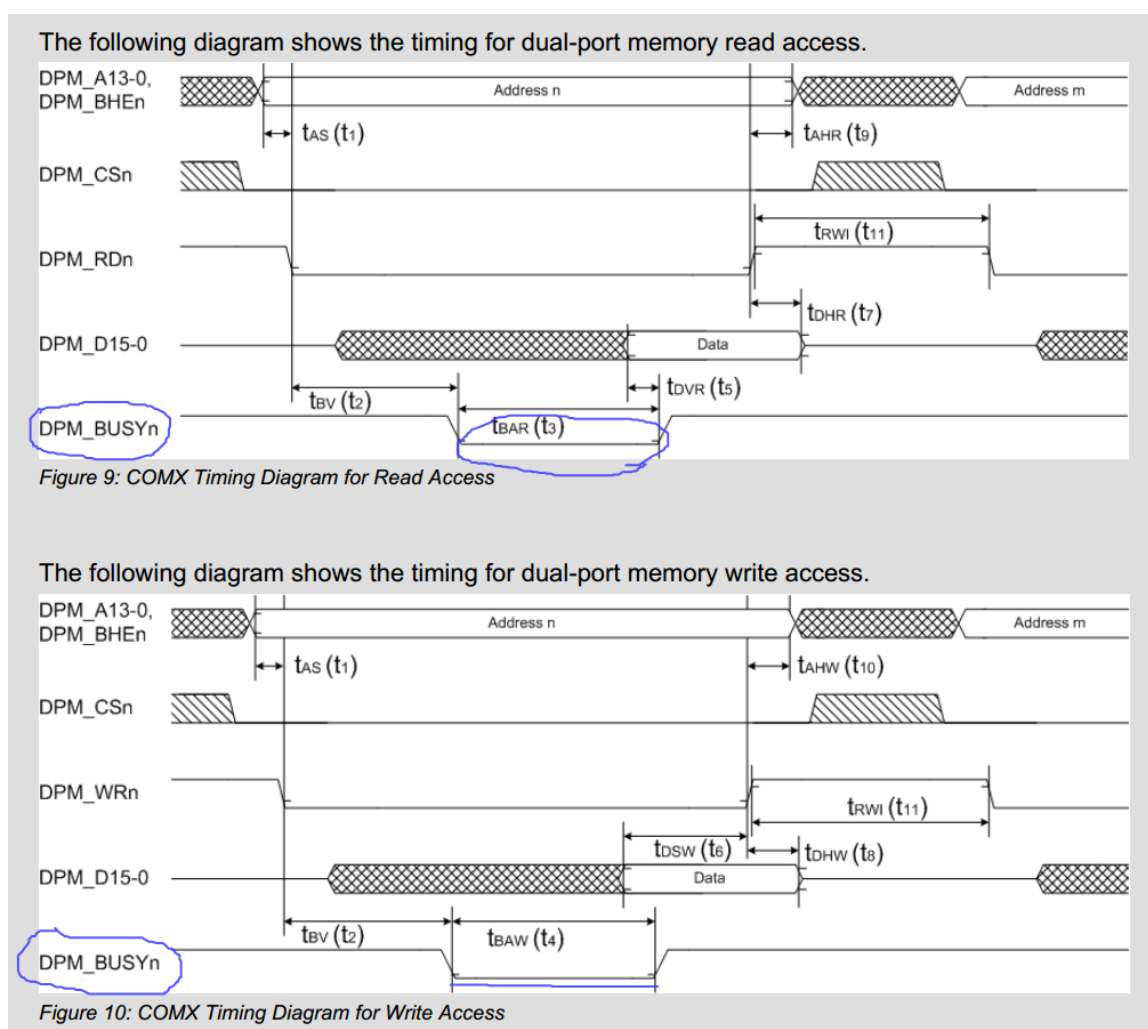 The following diagram shows the timing for dual-port memory read access.
DPM_A13-0,
DPM_BHEn
Address n
Address m
tAS (t1)
tAHR (t9)
DPM_CSn
tRWI (t11)
DPM_RDn
tDHR (t7)
DPM_D15-0
Data
tDVR (t5)
tBV (t2)
tBAR (t3)
DPM_BUSYn
Figure 9: COMX Timing Diagram for Read Access
The following diagram shows the timing for dual-port memory write access.
DPM_A13-0,
DPM_BHEn
Address n
Address m
tAS (t1)
tAHW (t10)
DPM_CSn
DPM_WRn
tRWI (t11)
tDSW (t6)
tDHW (t8)
DPM_D15-0
Data
tBV (t2)
tBAW (t4)
DPM_BUSYn
Figure 10: COMX Timing Diagram for Write Access